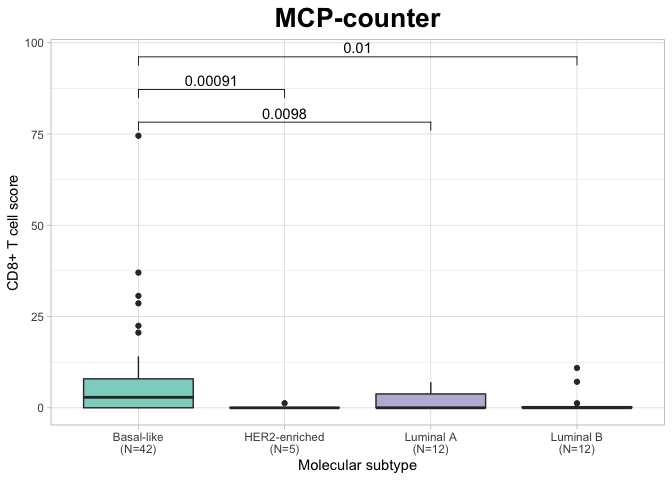 MCP-counter
100
75
50
25
0
CD8+ T cell score
0.01
0.00091
0.0098
Basal-like
(N=42)
HER2-enriched
(N=5)
Luminal A
(N=12)
Luminal B
(N=12)
Molecular subtype